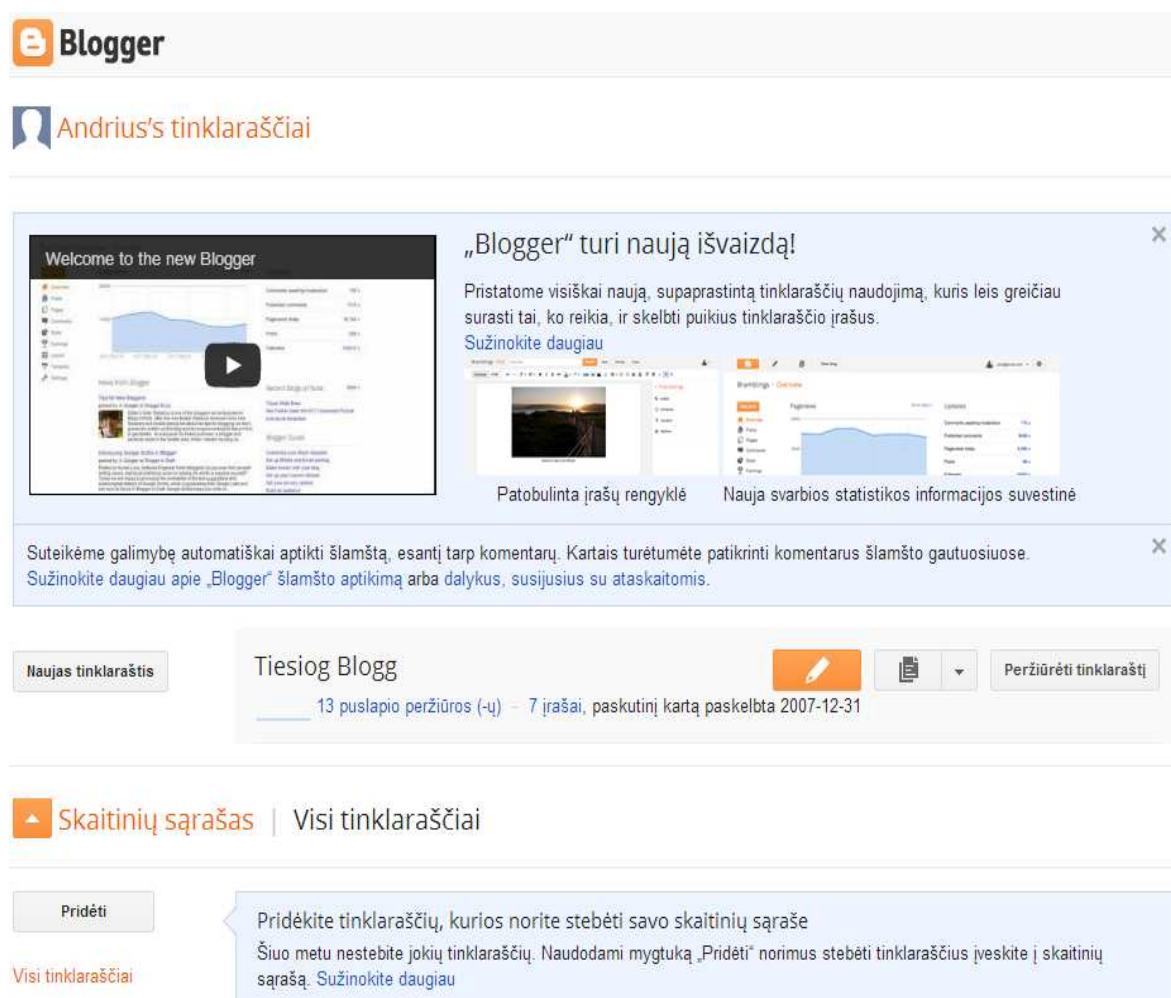 Blogger
Andrius's tinklaraščiai
Welcome to the new Blogger
„Blogger“ turi naują išvaizdą!
Pristatome visiškai naują, supaprastintą tinklaraščių naudojimą, kuris leis greičiau
surasti tai, ko reikia, ir skelbti puikius tinklaraščio įrašus.
Sužinokite daugiau
Patobulinta įrašų rengyklė
Nauja svarbios statistikos informacijos suvestinė
Suteikėme galimybę automatiškai aptikti šlamštą, esantį tarp komentarų. Kartais turėtumėte patikrinti komentarus šlamšto gautuosiuose.
Sužinokite daugiau apie „Blogger“ šlamšto aptikimą arba dalykus, susijusius su ataskaitomis.
Naujas tinklaraštis
Tiesiog Blogg
Peržiūrėti tinklaraštį
13 puslapio peržiūros (-ų) – 7 įrašai, paskutinį kartą paskelbta 2007-12-31
Skaitinių sąrašas | Visi tinklaraščiai
Pridėti
Visi tinklaraščiai
Pridėkite tinklaraščių, kurios norite stebėti savo skaitinių sąraše
Šiuo metu nestebite jokių tinklaraščių. Naudodami mygtuką „Pridėti“ norimus stebėti tinklaraščius įveskite į skaitinių
sąrašą. Sužinokite daugiau